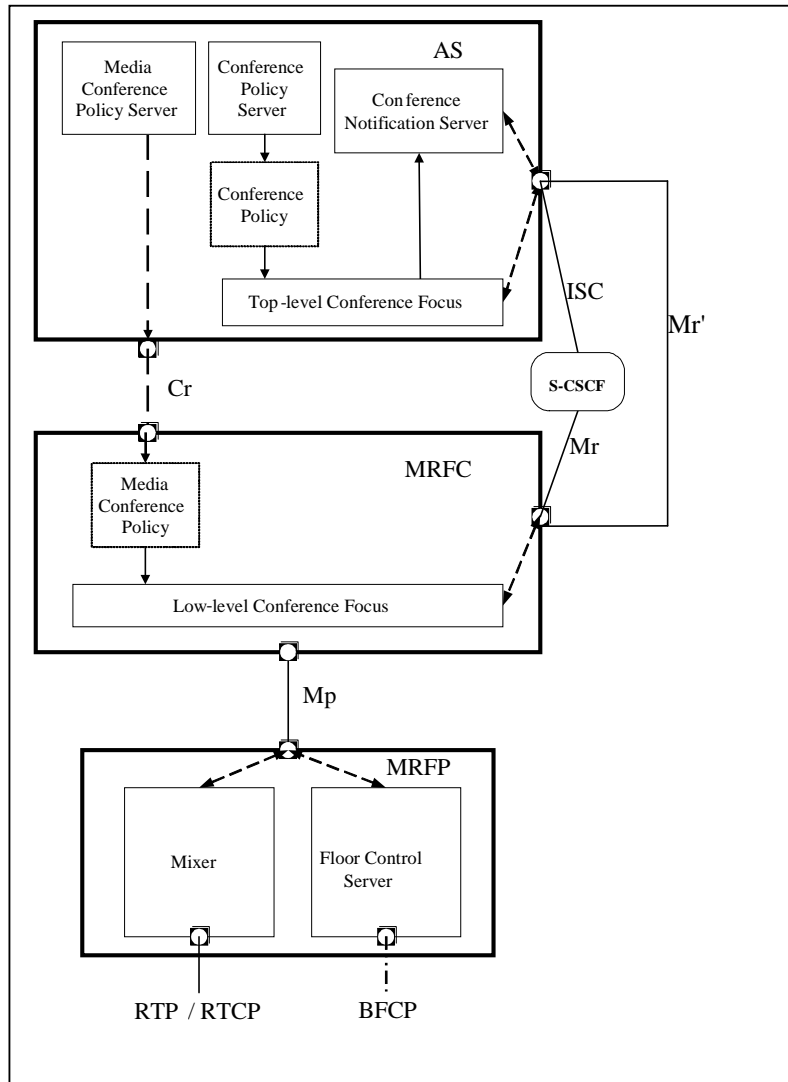 AS
Media
Conference
Policy Server
Conference
Policy
Server
Conference
Notification Server
Conference
Policy
Top-level Conference Focus
ISC
Mr'
S-CSCF
Cr
Mr
MRFC
Media
Conference
Policy
Low-level Conference Focus
Mp
MRFP
Mixer
Floor Control
Server
RTP / RTCP
BFCP